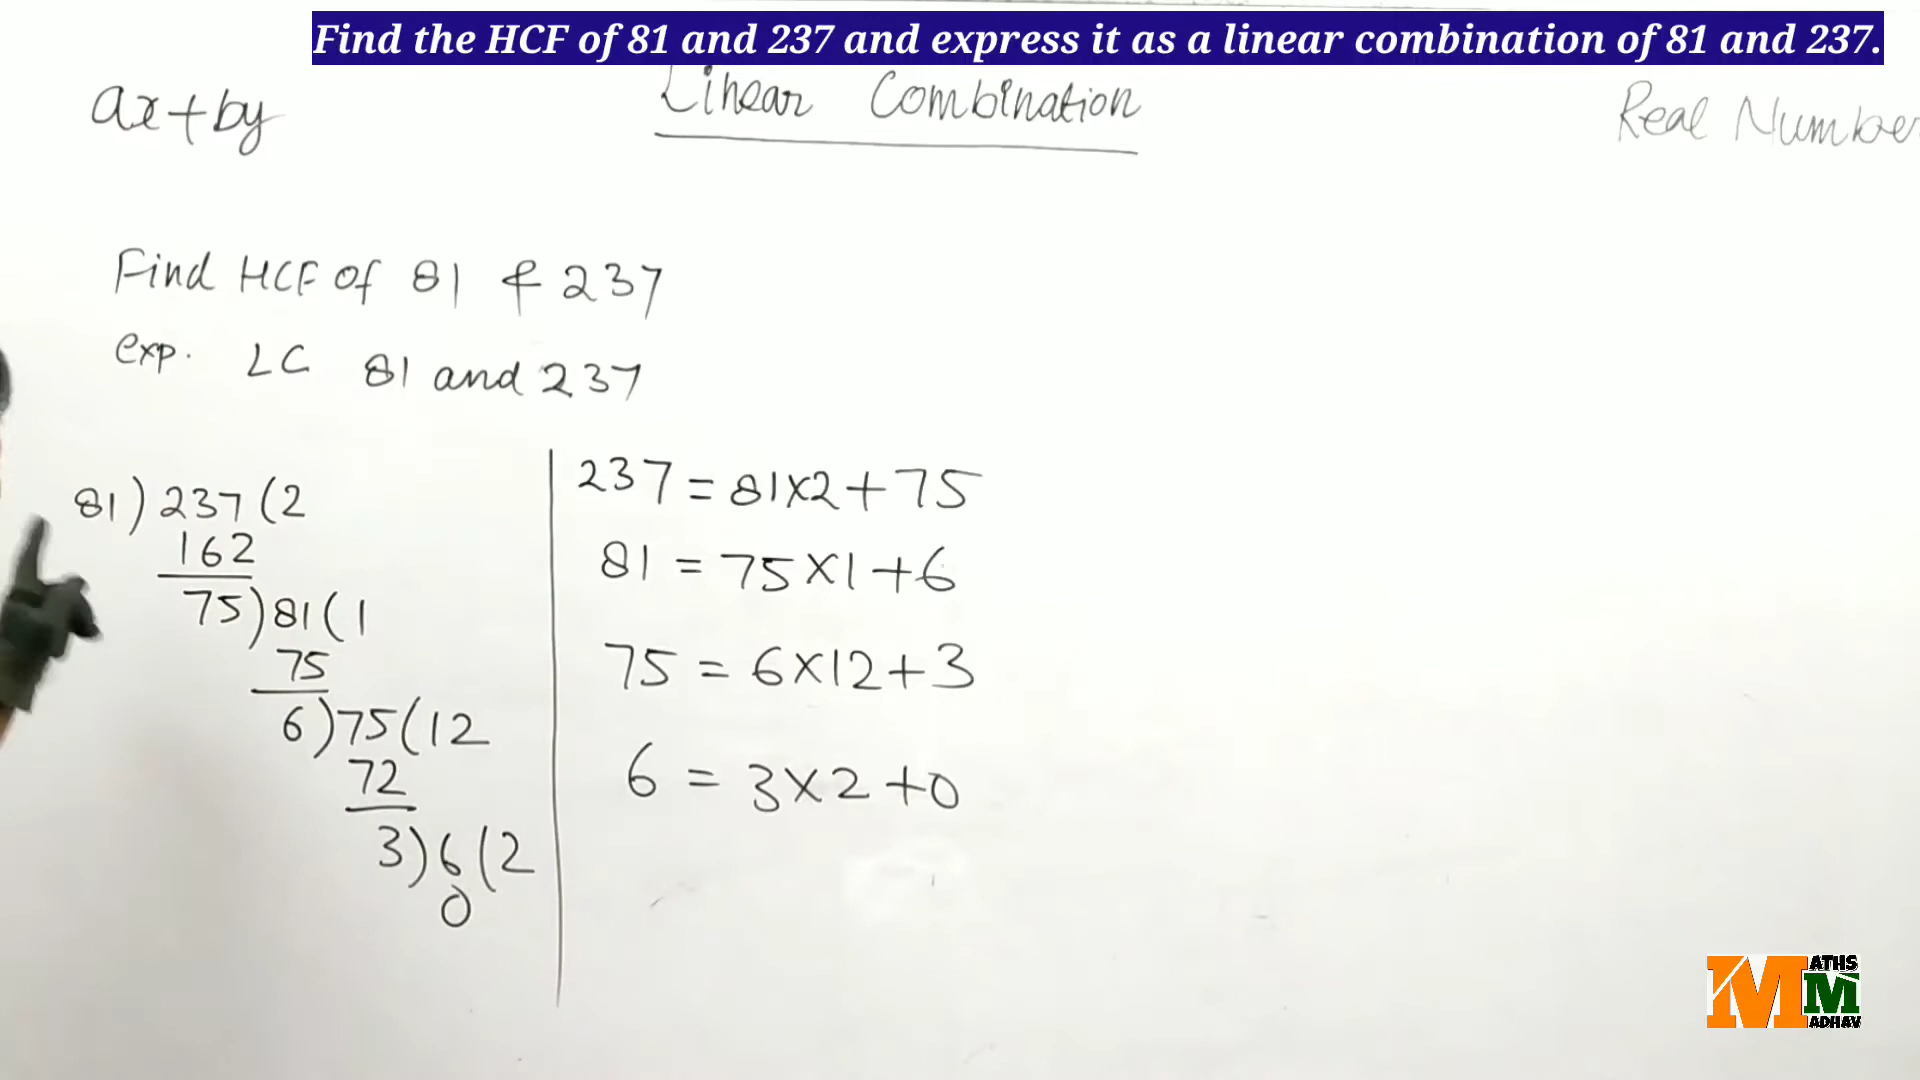 Find the HCF of 81 and 237 and express it as a linear combination of 81 and 237.
ax+by
Linear Combination
Real Number
Find HCF of 81 & 237
exp. LC 81 and 237
81) 237 (2
162
75) 81 (1
75
6) 75 (12
72
3) 6 (2
0
237 = 81×2+75
81 = 75×1+6
75 = 6×12+3
6 = 3×2+0
MATHS
MADHAV